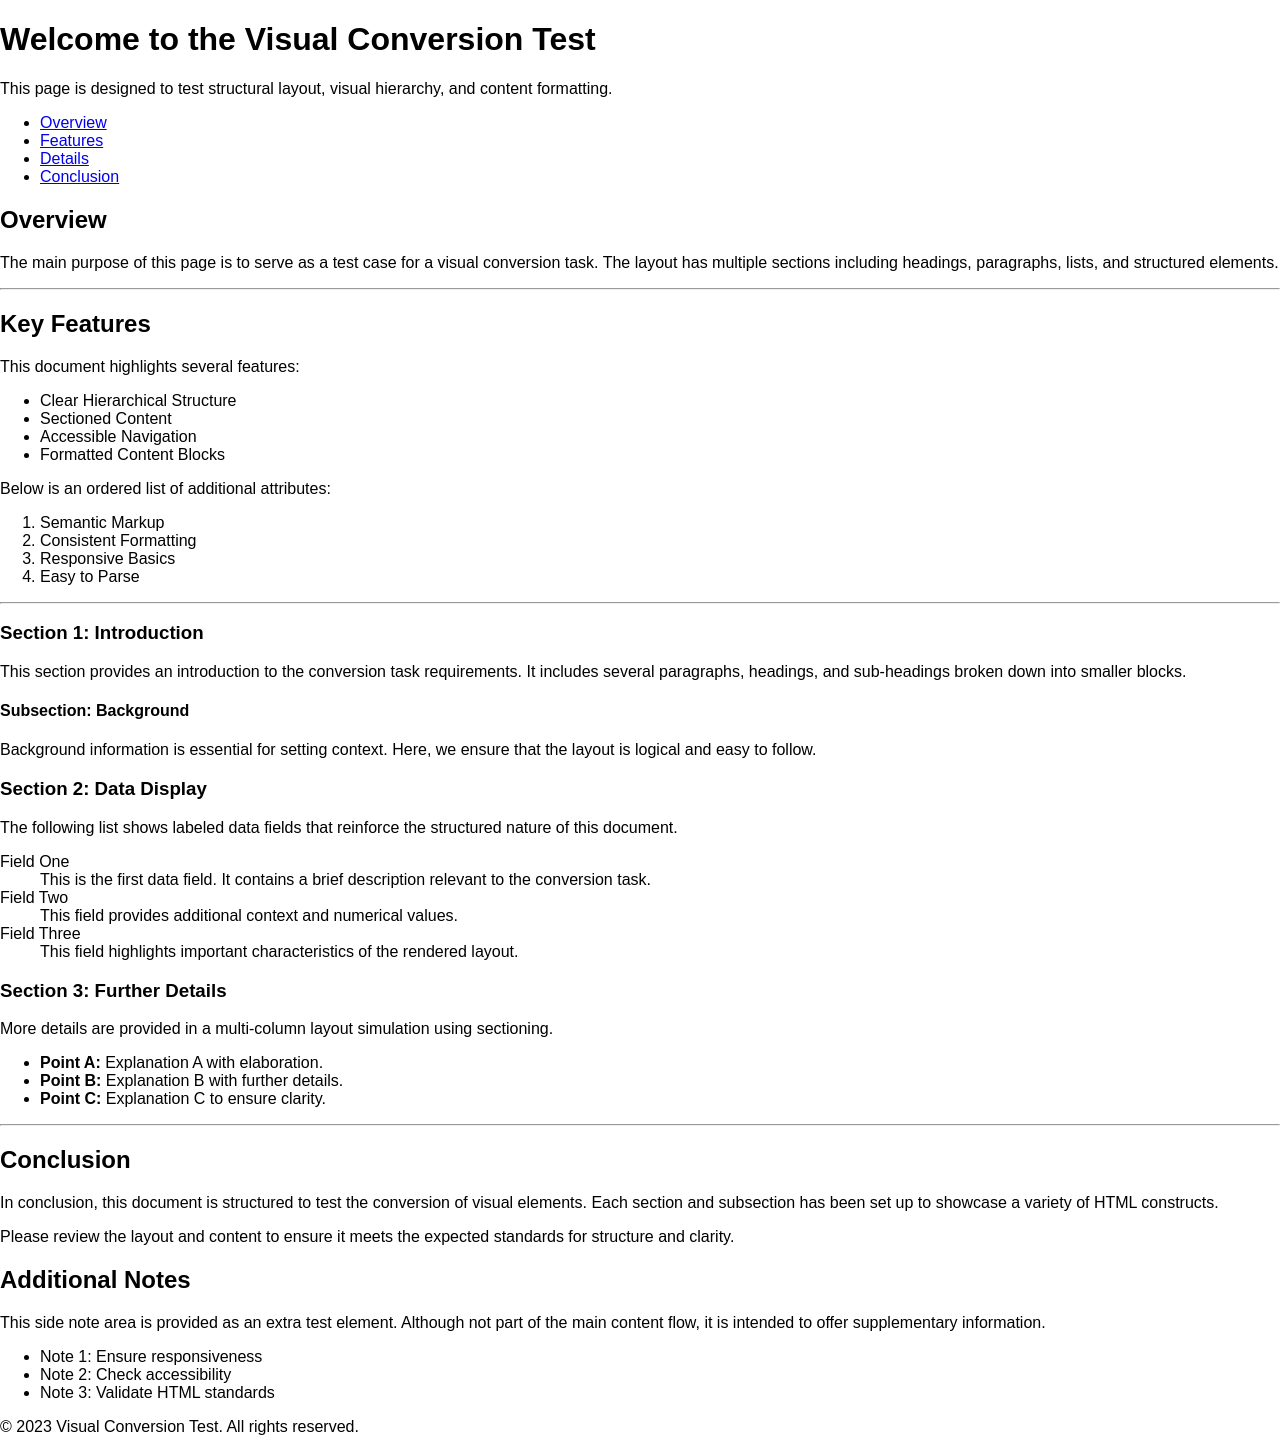 Welcome to the Visual Conversion Test
This page is designed to test structural layout, visual hierarchy, and content formatting.
• Overview
• Features
• Details
• Conclusion
Overview
The main purpose of this page is to serve as a test case for a visual conversion task. The layout has multiple sections including headings, paragraphs, lists, and structured elements.
Key Features
This document highlights several features:
• Clear Hierarchical Structure
• Sectioned Content
• Accessible Navigation
• Formatted Content Blocks
Below is an ordered list of additional attributes:
1. Semantic Markup
2. Consistent Formatting
3. Responsive Basics
4. Easy to Parse
Section 1: Introduction
This section provides an introduction to the conversion task requirements. It includes several paragraphs, headings, and sub-headings broken down into smaller blocks.
Subsection: Background
Background information is essential for setting context. Here, we ensure that the layout is logical and easy to follow.
Section 2: Data Display
The following list shows labeled data fields that reinforce the structured nature of this document.
Field One
This is the first data field. It contains a brief description relevant to the conversion task.
Field Two
This field provides additional context and numerical values.
Field Three
This field highlights important characteristics of the rendered layout.
Section 3: Further Details
More details are provided in a multi-column layout simulation using sectioning.
• Point A: Explanation A with elaboration.
• Point B: Explanation B with further details.
• Point C: Explanation C to ensure clarity.
Conclusion
In conclusion, this document is structured to test the conversion of visual elements. Each section and subsection has been set up to showcase a variety of HTML constructs.
Please review the layout and content to ensure it meets the expected standards for structure and clarity.
Additional Notes
This side note area is provided as an extra test element. Although not part of the main content flow, it is intended to offer supplementary information.
• Note 1: Ensure responsiveness
• Note 2: Check accessibility
• Note 3: Validate HTML standards
© 2023 Visual Conversion Test. All rights reserved.